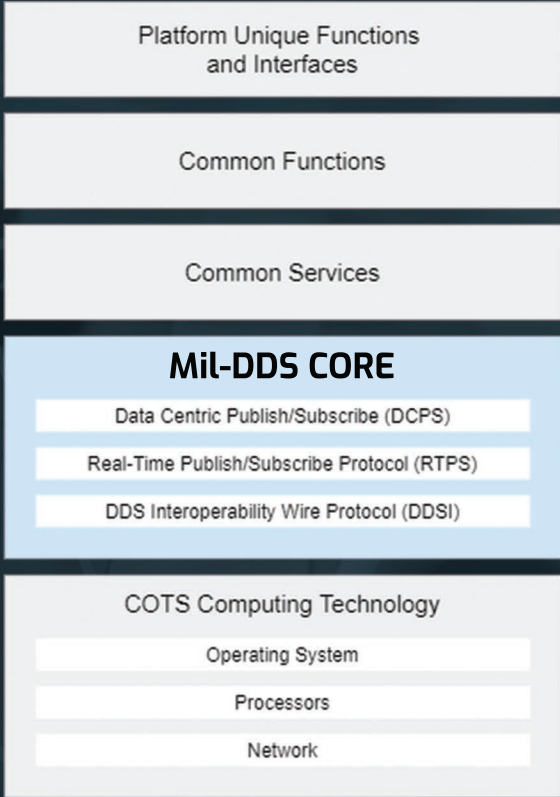 Platform Unique Functions
and Interfaces
Common Functions
Common Services
Mil-DDS CORE
Data Centric Publish/Subscribe (DCPS)
Real-Time Publish/Subscribe Protocol (RTPS)
DDS Interoperability Wire Protocol (DDSI)
COTS Computing Technology
Operating System
Processors
Network